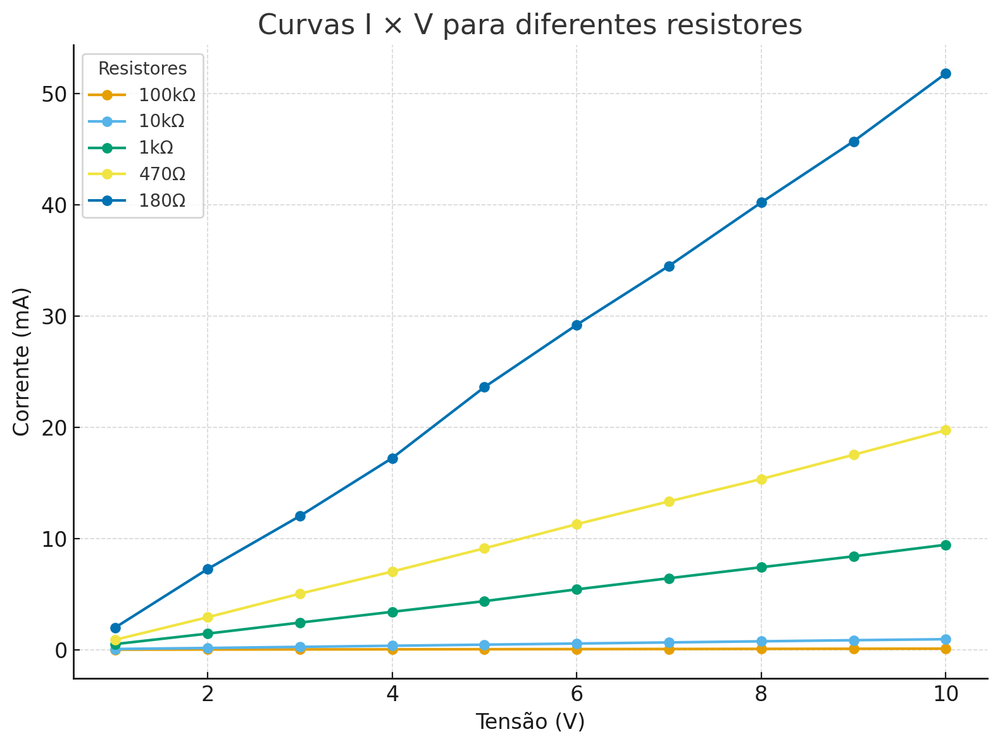 Curvas I × V para diferentes resistores
Resistores
100kΩ
10kΩ
1kΩ
470Ω
180Ω
Corrente (mA)
50
40
30
20
10
0
2 4 6 8 10
Tensão (V)